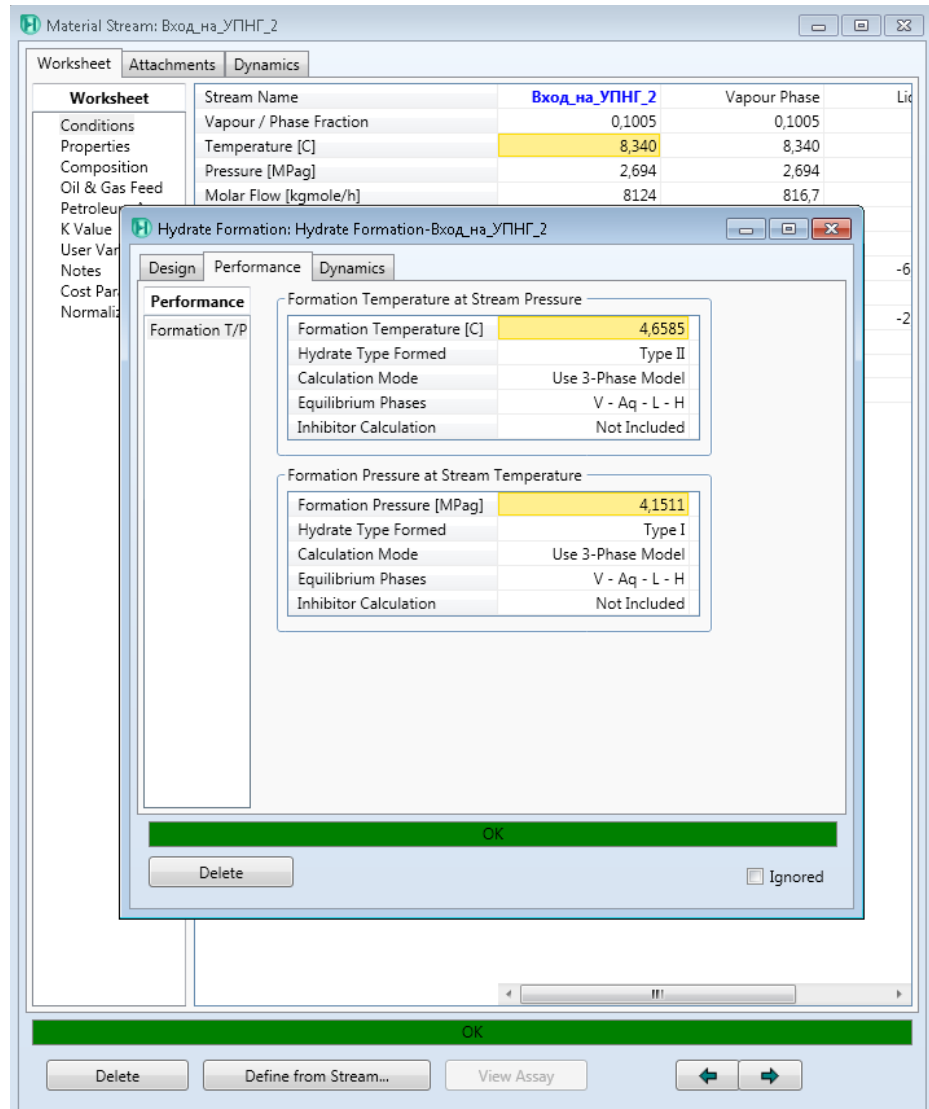 Material Stream: Вход_на_УПНГ_2
Worksheet Attachments Dynamics
Worksheet
Conditions
Properties
Composition
Oil & Gas Feed
K Value
Notes
Stream Name Вход_на_УПНГ_2 Vapour Phase
Vapour / Phase Fraction 0,1005 0,1005
Temperature [C] 8,340 8,340
Pressure [MPag] 2,694 2,694
Molar Flow [kgmole/h] 8124 816,7
-6
-2
Hydrate Formation: Hydrate Formation-Вход_на_УПНГ_2
Design Performance Dynamics
Performance
Formation T/P
Formation Temperature at Stream Pressure
Formation Temperature [C] 4,6585
Hydrate Type Formed Type II
Calculation Mode Use 3-Phase Model
Equilibrium Phases V - Aq - L - H
Inhibitor Calculation Not Included
Formation Pressure at Stream Temperature
Formation Pressure [MPag] 4,1511
Hydrate Type Formed Type I
Calculation Mode Use 3-Phase Model
Equilibrium Phases V - Aq - L - H
Inhibitor Calculation Not Included
OK
Delete Ignored
OK
Delete Define from Stream... View Assay